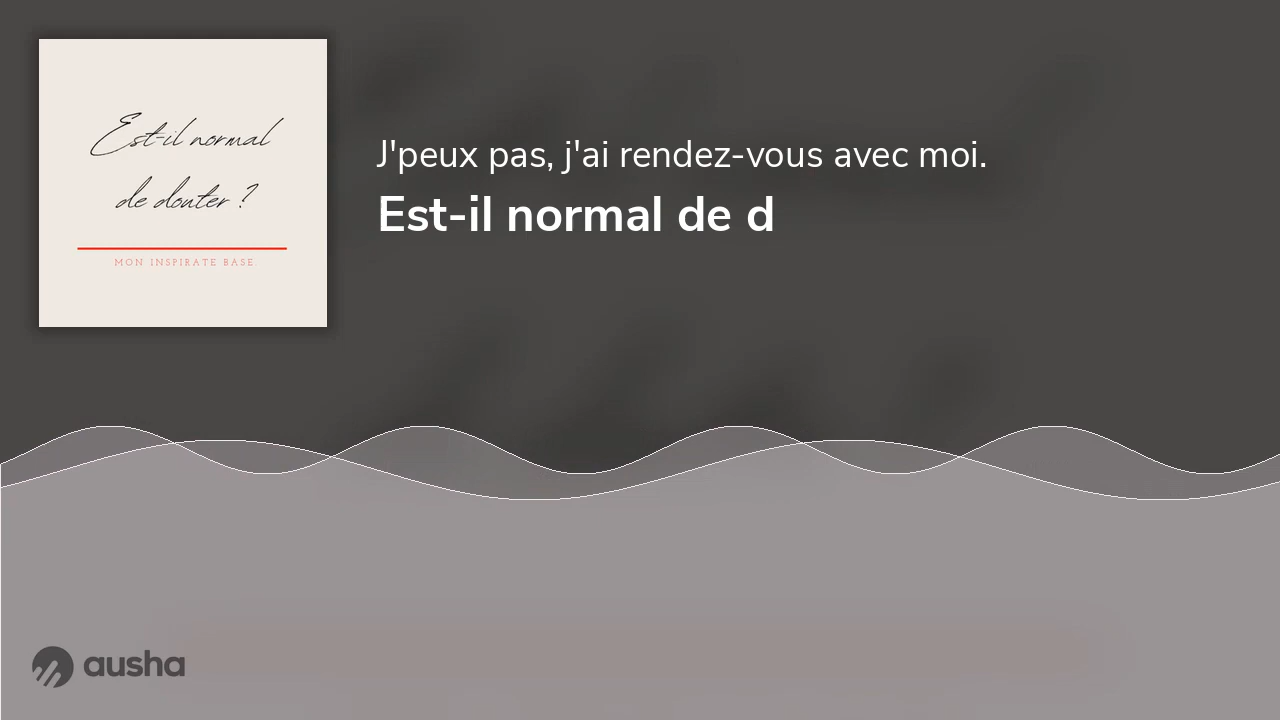 Est-il normal
de douter ?
MON INSPIRATE BASE
J'peux pas, j'ai rendez-vous avec moi.
Est-il normal de d
ausha